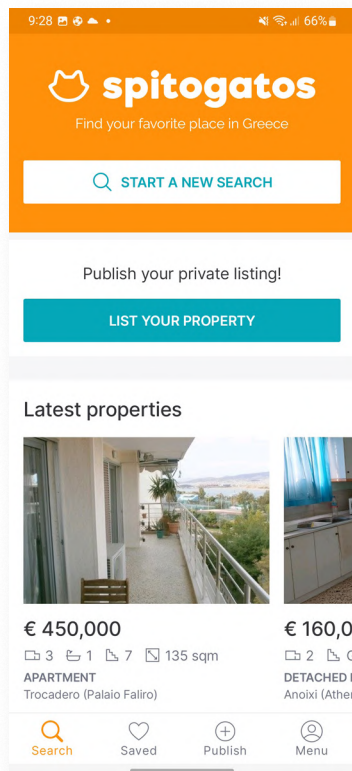 9:28
66%
spitogatos
Find your favorite place in Greece
START A NEW SEARCH
Publish your private listing!
LIST YOUR PROPERTY
Latest properties
€ 450,000
3 1 7 135 sqm
APARTMENT
Trocadero (Palaio Faliro)
€ 160,0
2
DETACHED
Anoixi (Ather
Search
Saved
Publish
Menu